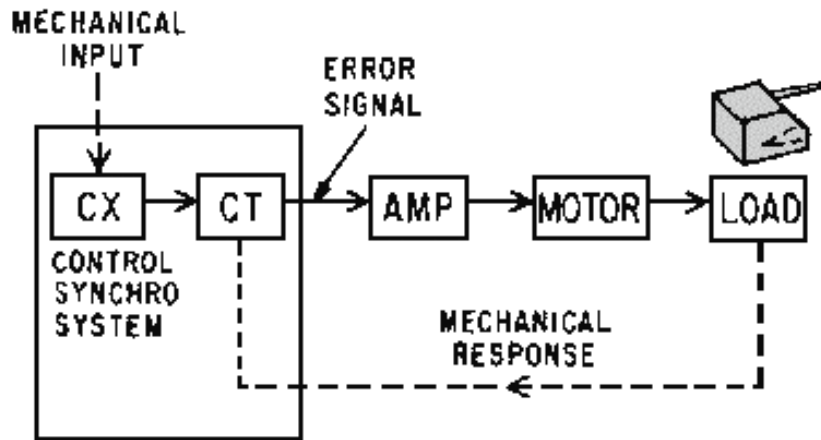 MECHANICAL
INPUT
ERROR
SIGNAL
CX
CT
AMP
MOTOR
LOAD
CONTROL
SYNCHRO
SYSTEM
MECHANICAL
RESPONSE